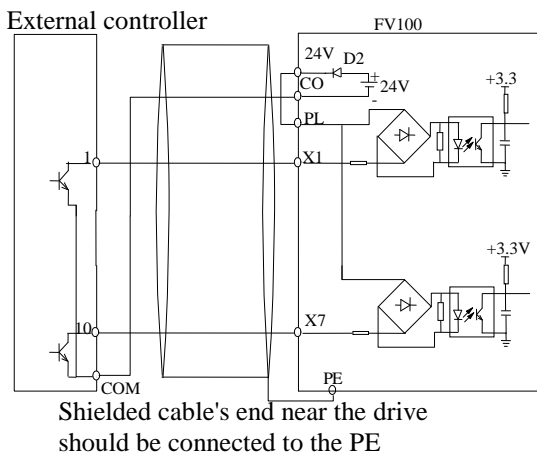 External controller
FV100
24V
D2
CO
+
24V
-
+3.3
PL
1
X1
+3.3V
10
X7
COM
PE
Shielded cable's end near the drive
should be connected to the PE